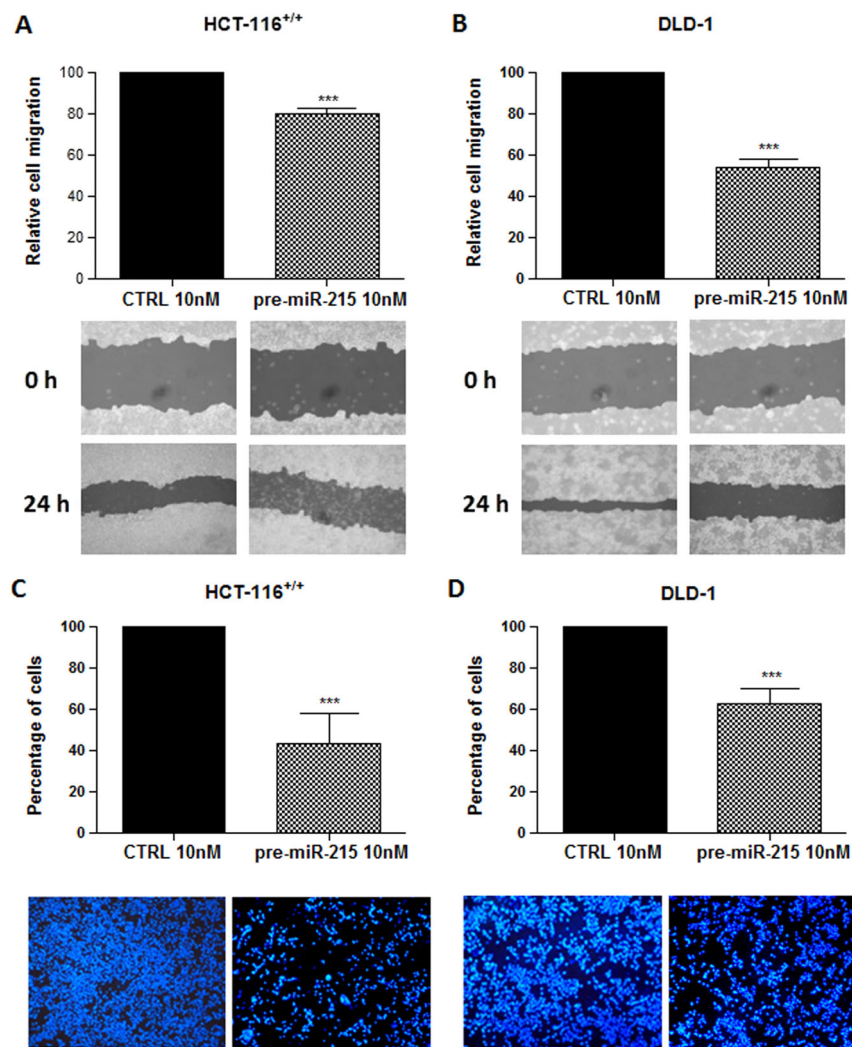 A
HCT-116+/+
Relative cell migration
100
80
60
40
20
0
***
CTRL 10nM
pre-miR-215 10nM
0 h
24 h
B
DLD-1
Relative cell migration
100
80
60
40
20
0
***
CTRL 10nM
pre-miR-215 10nM
0 h
24 h
C
HCT-116+/+
Percentage of cells
100
80
60
40
20
0
***
CTRL 10nM
pre-miR-215 10nM
D
DLD-1
Percentage of cells
100
80
60
40
20
0
***
CTRL 10nM
pre-miR-215 10nM